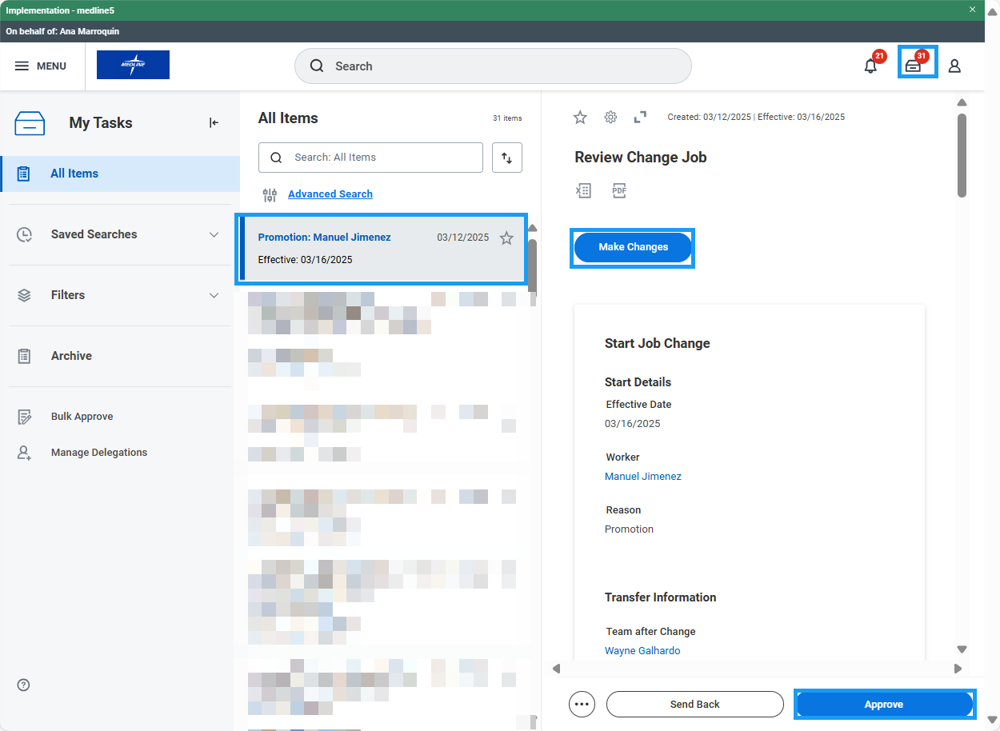 Implementation - medline5
On behalf of: Ana Marroquin
MENU
MEDLINE
Search
21
31
My Tasks
All Items
Saved Searches
Filters
Archive
Bulk Approve
Manage Delegations
All Items
31 items
Search: All Items
Advanced Search
Promotion: Manuel Jimenez
03/12/2025
Effective: 03/16/2025
Created: 03/12/2025 | Effective: 03/16/2025
Review Change Job
X
PDF
Make Changes
Start Job Change
Start Details
Effective Date
03/16/2025
Worker
Manuel Jimenez
Reason
Promotion
Transfer Information
Team after Change
Wayne Galhardo
Send Back
Approve